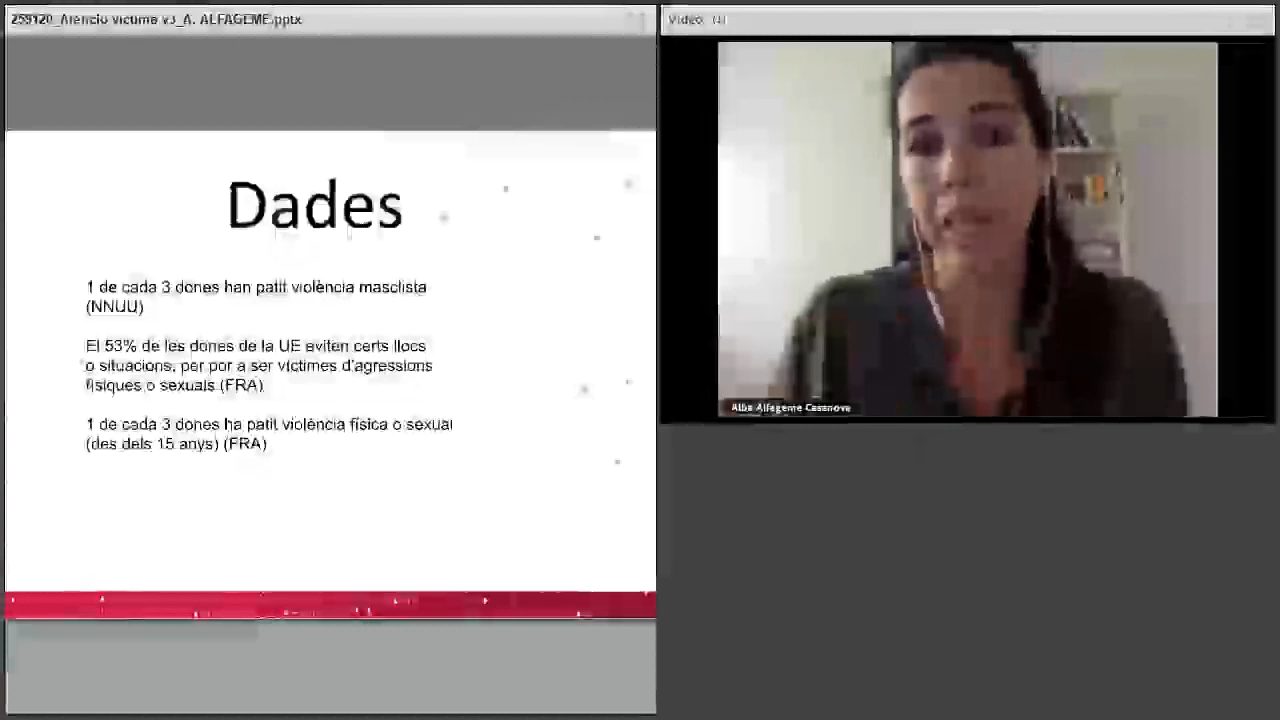 259120_Atencio victima v3_A. ALFAGEME.pptx
Video (1)
Dades
1 de cada 3 dones han patit violència masclista
(NNUU)
El 53% de les dones de la UE eviten certs llocs
o situacions, per por a ser víctimes d'agressions
físiques o sexuals (FRA)
1 de cada 3 dones ha patit violència física o sexual
(des dels 15 anys) (FRA)
Alba Alfageme Casanova